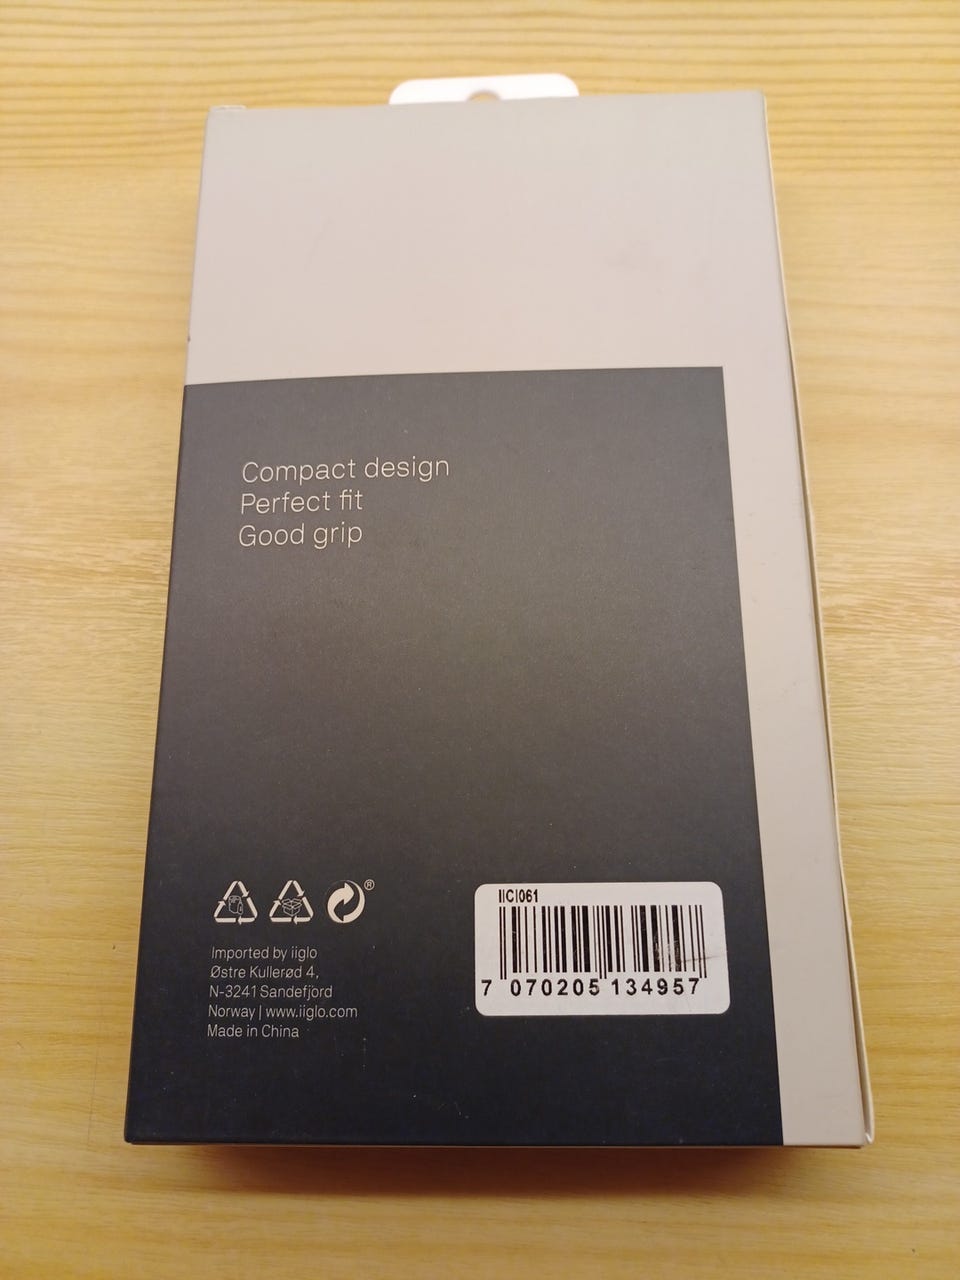 Compact design
Perfect fit
Good grip
®
Imported by iiglo
Østre Kullerød 4,
N-3241 Sandefjord
Norway | www.iiglo.com
Made in China
IICI061
7 070205 134957